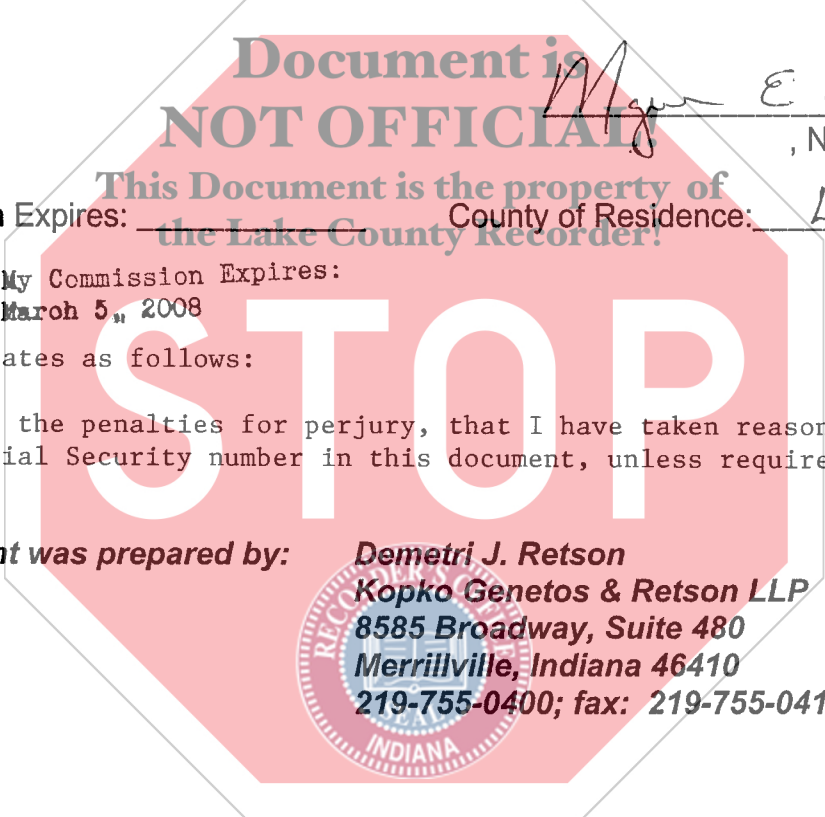 Document is
NOT OFFICIAL!
This Document is the property of
the Lake County Recorder!
E
, N
Expires:
County of Residence:
My Commission Expires:
March 5, 2008
ates as follows:
the penalties for perjury, that I have taken reason
ial Security number in this document, unless require
STOP
nt was prepared by:
Demetri J. Retson
Kopko Genetos & Retson LLP
8585 Broadway, Suite 480
Merrillville, Indiana 46410
219-755-0400; fax: 219-755-041
RECORDER'S OFFICE
SEAL
INDIANA